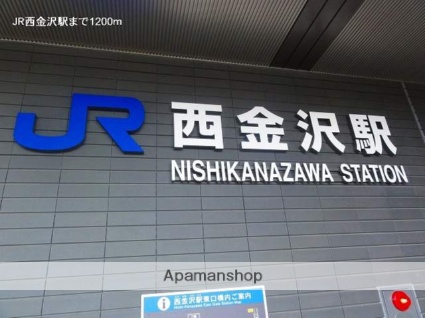 JR西金沢駅まで1200m
JR 西金沢駅
NISHIKANAZAWA STATION
Apamanshop
西金沢駅東口構内ご案内